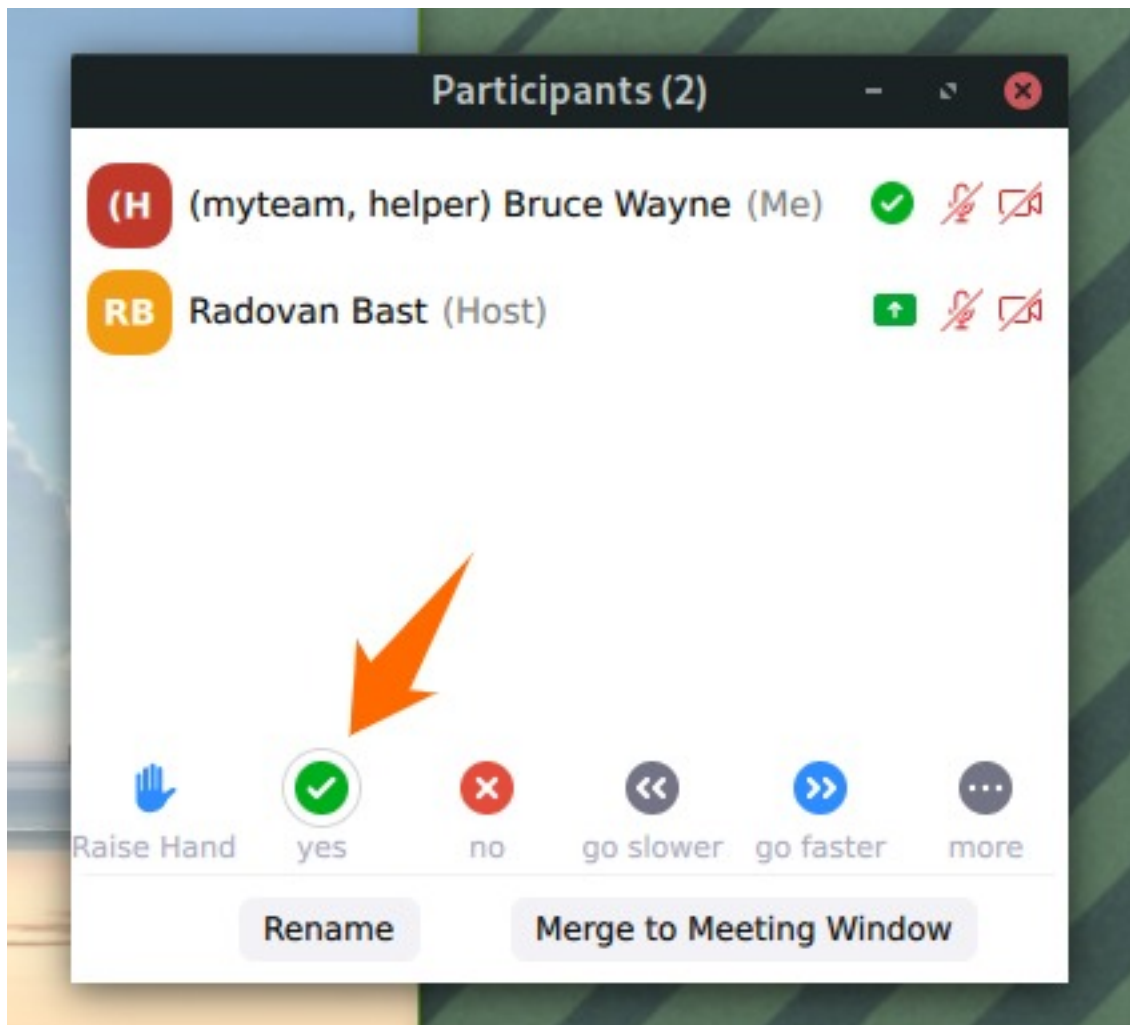 Participants (2)
(H (myteam, helper) Bruce Wayne (Me)
RB Radovan Bast (Host)
Raise Hand yes no go slower go faster more
Rename Merge to Meeting Window